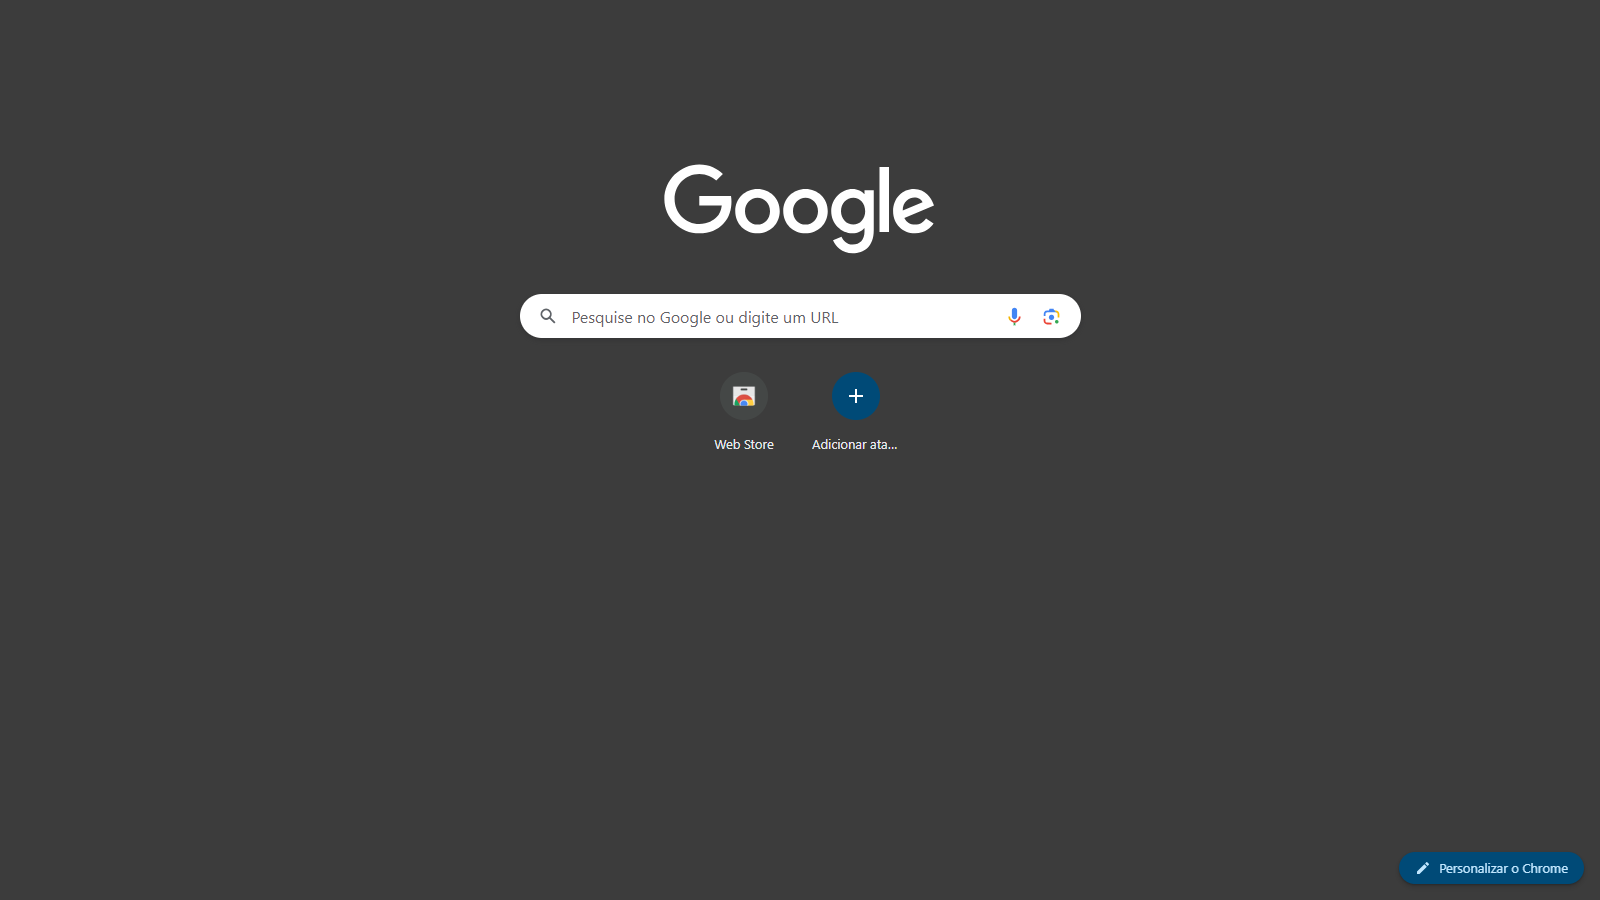 Google
Pesquise no Google ou digite um URL
Web Store
Adicionar ata...
Personalizar o Chrome